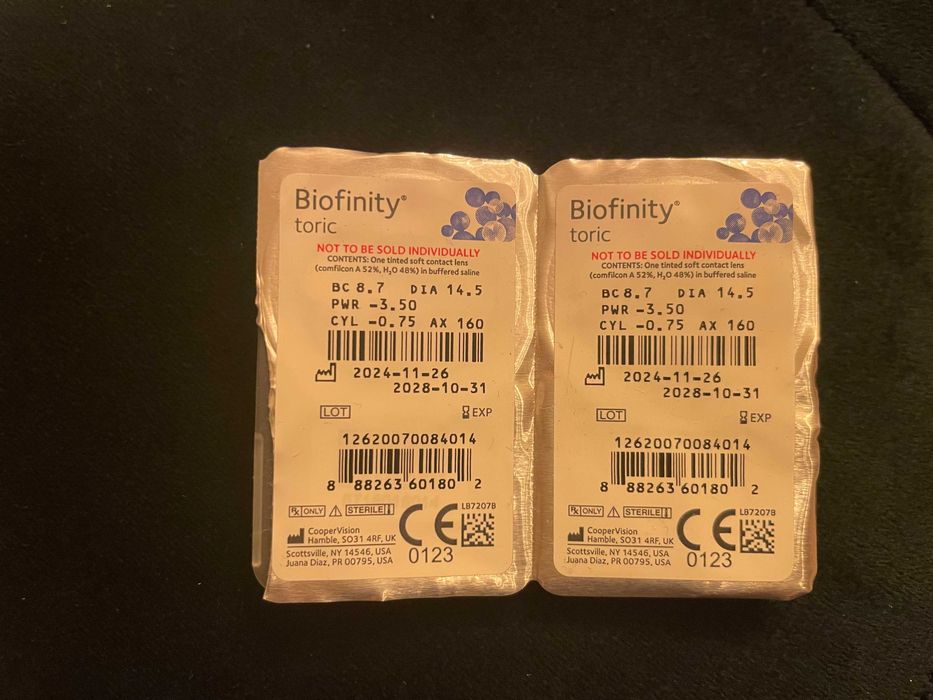 Biofinity®
toric
NOT TO BE SOLD INDIVIDUALLY
CONTENTS: One tinted soft contact lens
(comfilcon A 52%, H₂O 48%) in buffered saline
BC 8.7 DIA 14.5
PWR -3.50
CYL -0.75 AX 160
2024-11-26
2028-10-31
LOT EXP
12620070084014
8 88263 60180 2
Rx ONLY STERILE LB7207B
CooperVision
Hamble, SO31 4RF, UK
Scottsville, NY 14546, USA
Juana Diaz, PR 00795, USA
CE 0123
Biofinity®
toric
NOT TO BE SOLD INDIVIDUALLY
CONTENTS: One tinted soft contact lens
(comfilcon A 52%, H₂O 48%) in buffered saline
BC 8.7 DIA 14.5
PWR -3.50
CYL -0.75 AX 160
2024-11-26
2028-10-31
LOT EXP
12620070084014
8 88263 60180 2
Rx ONLY STERILE LB7207B
CooperVision
Hamble, SO31 4RF, UK
Scottsville, NY 14546, USA
Juana Diaz, PR 00795, USA
CE 0123